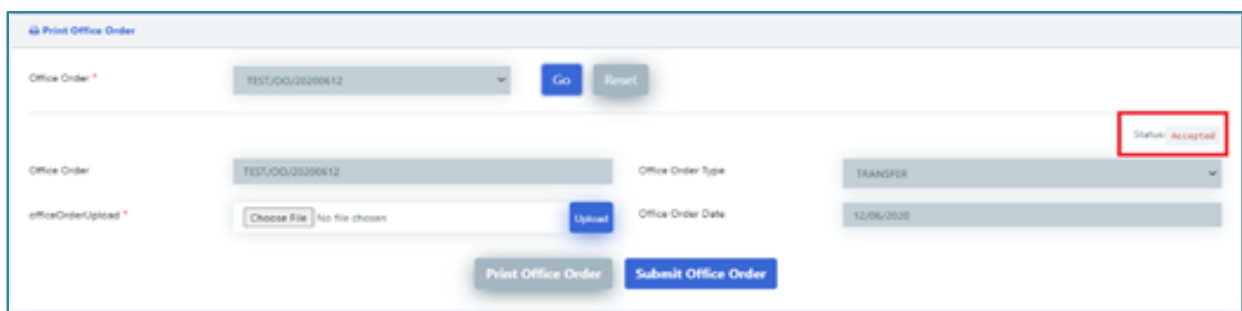 Print Office Order
Office Order *
TEST/OO/20200612
Go
Reset
Status: Accepted
Office Order
TEST/OO/20200612
Office Order Type
TRANSFER
officeOrderUpload *
Choose File No file chosen
Upload
Office Order Date
12/06/2020
Print Office Order
Submit Office Order